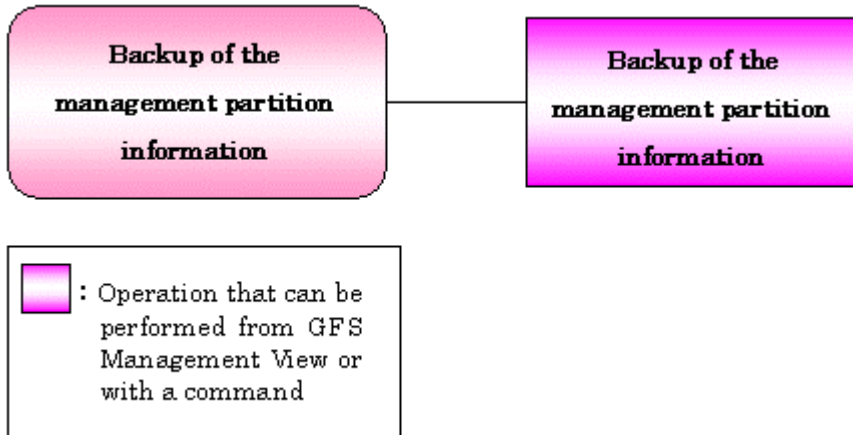 Backup of the
management partition
information
Backup of the
management partition
information
: Operation that can be
performed from GFS
Management View or
with a command